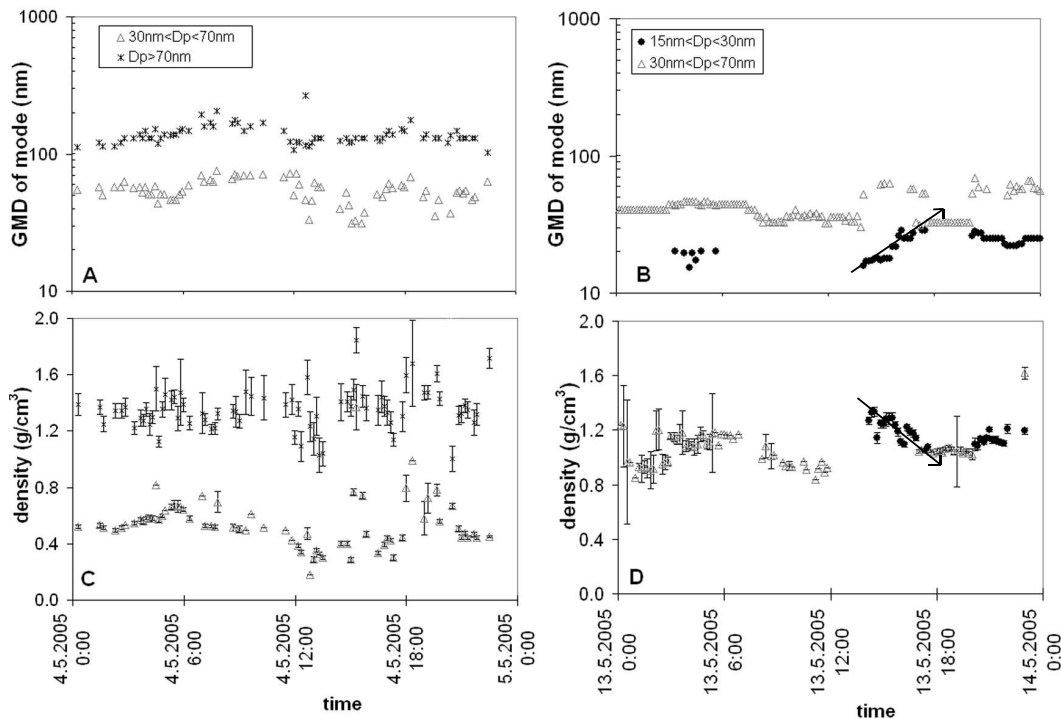 1000
100
10
GMD of mode (nm)
30nm<Dp<70nm
Dp>70nm
A
1000
100
10
GMD of mode (nm)
15nm<Dp<30nm
30nm<Dp<70nm
B
2.0
1.6
1.2
0.8
0.4
0.0
density (g/cm³)
C
4.5.2005
0:00
4.5.2005
6:00
4.5.2005
12:00
4.5.2005
18:00
5.5.2005
0:00
time
2.0
1.6
1.2
0.8
0.4
0.0
density (g/cm³)
D
13.5.2005
0:00
13.5.2005
6:00
13.5.2005
12:00
13.5.2005
18:00
14.5.2005
0:00
time